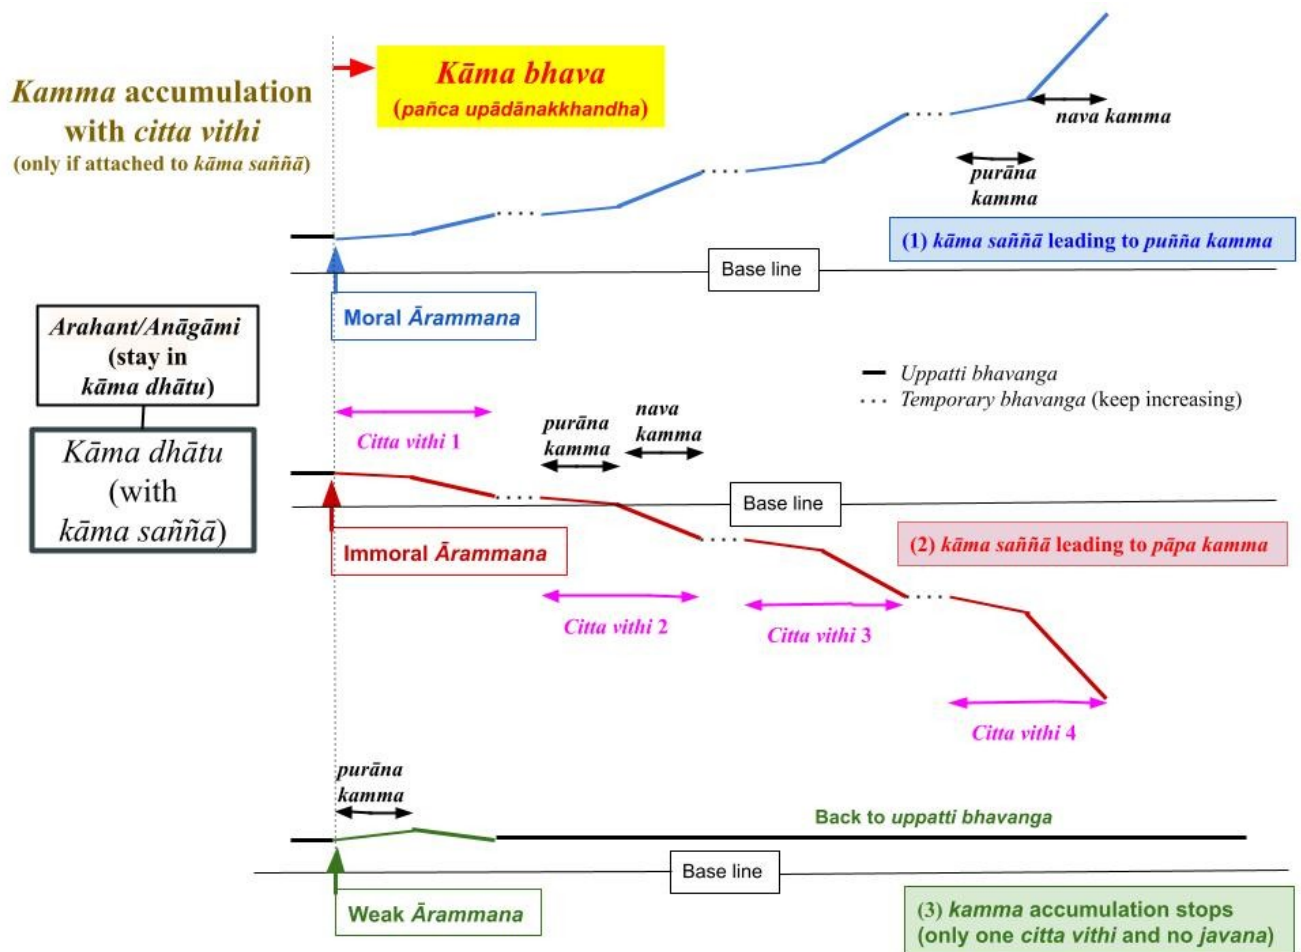 Kamma accumulation
with citta vithi
(only if attached to kāma saññā)
Kāma bhava
(pañca upādānakkhandha)
nava kamma
purāna
kamma
(1) kāma saññā leading to puñña kamma
Base line
Moral Ārammana
Arahant/Anāgāmi
(stay in
kāma dhātu)
Kāma dhātu
(with
kāma saññā)
Uppatti bhavanga
Temporary bhavanga (keep increasing)
Citta vithi 1
purāna
kamma
nava
kamma
Base line
Immoral Ārammana
(2) kāma saññā leading to pāpa kamma
Citta vithi 2
Citta vithi 3
Citta vithi 4
purāna
kamma
Back to uppatti bhavanga
Base line
Weak Ārammana
(3) kamma accumulation stops
(only one citta vithi and no javana)